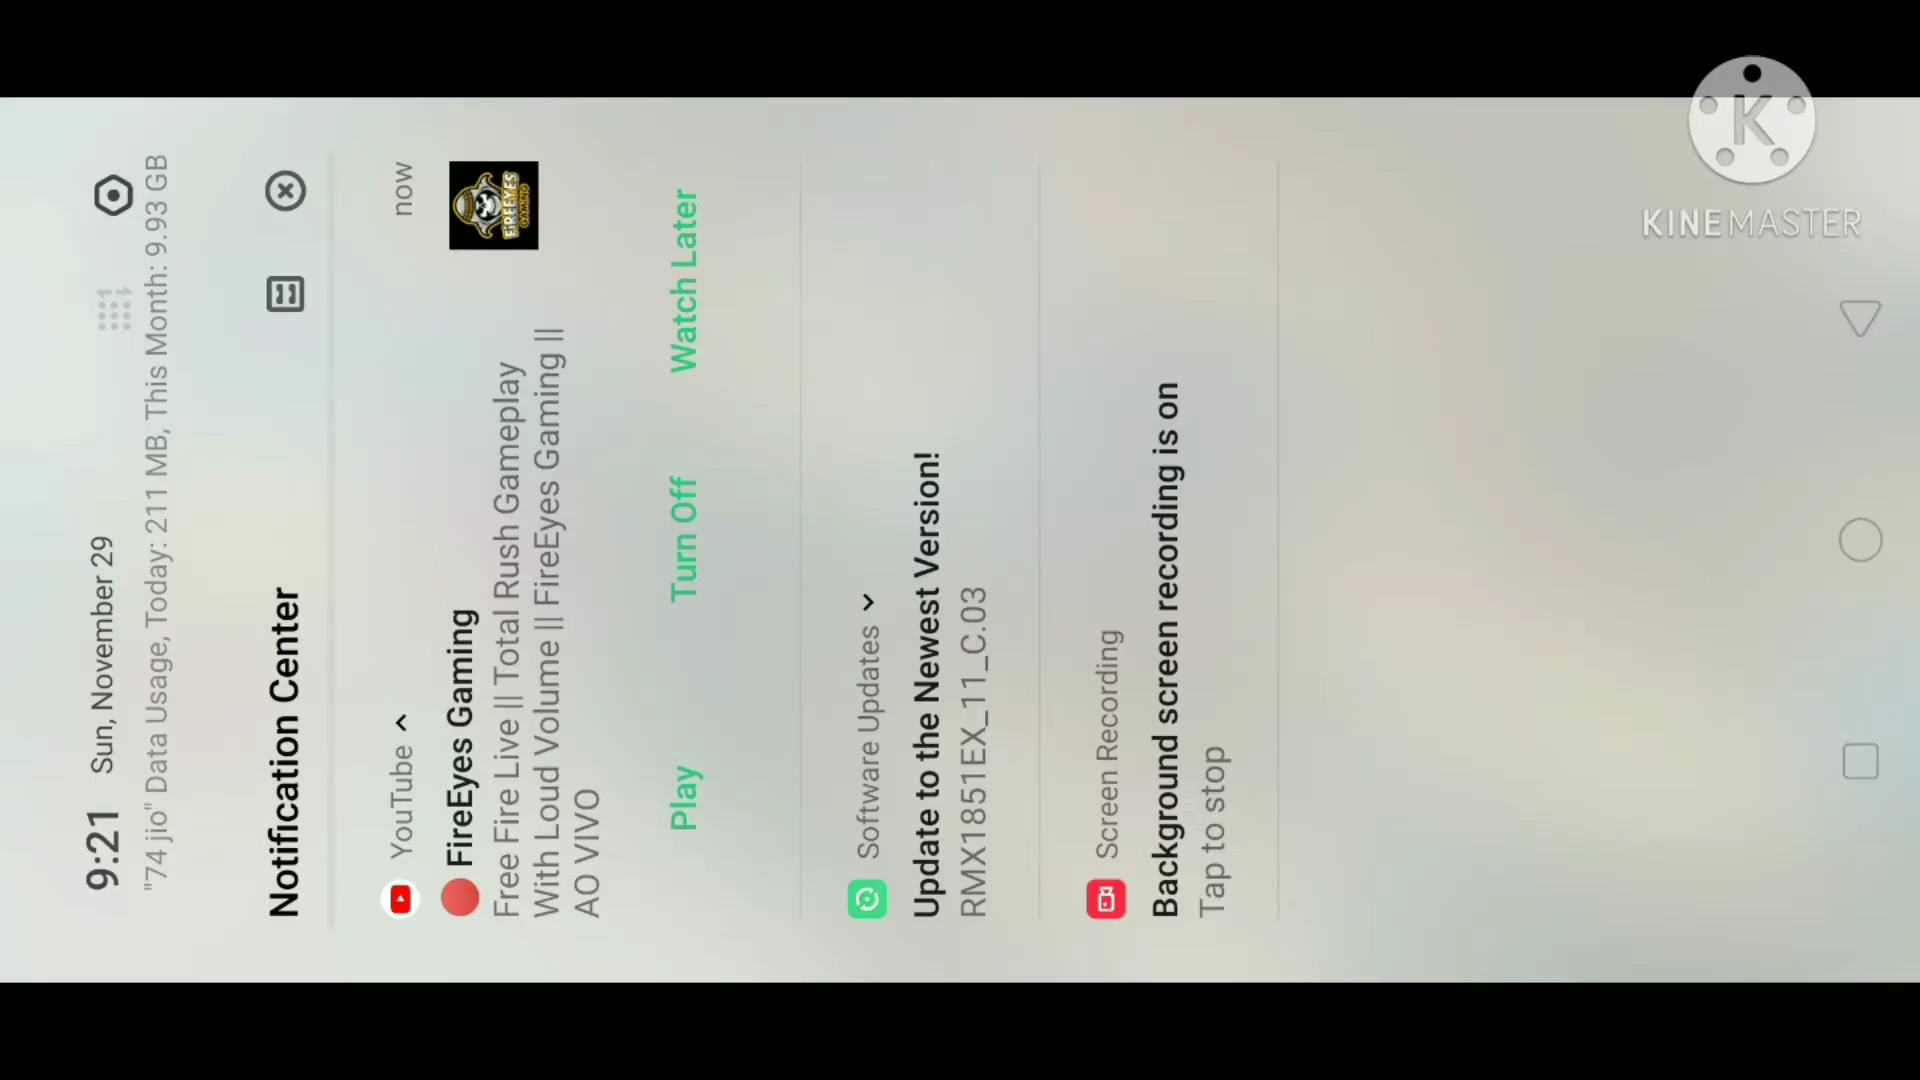 9:21 Sun, November 29
"74 jio" Data Usage, Today: 211 MB, This Month: 9.93 GB
Notification Center
YouTube now
FireEyes Gaming
Free Fire Live || Total Rush Gameplay
With Loud Volume || FireEyes Gaming ||
AO VIVO
FIREEYES
GAMING
Play Turn Off Watch Later
Software Updates
Update to the Newest Version!
RMX1851EX_11_C.03
Screen Recording
Background screen recording is on
Tap to stop
K
KINEMASTER